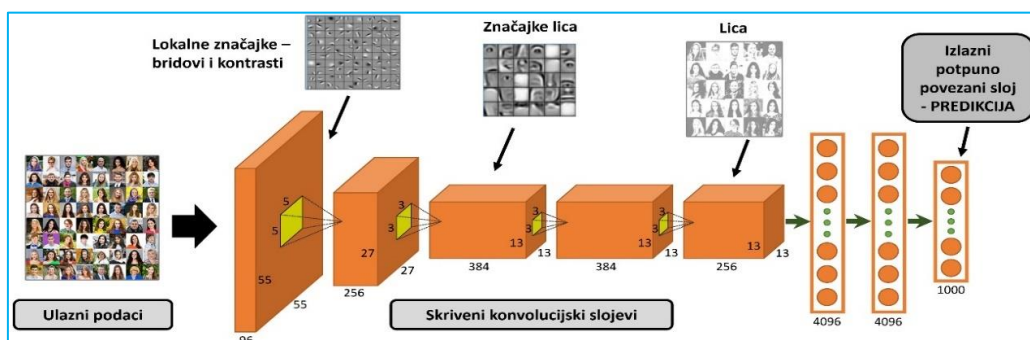 Lokalne značajke –
bridovi i kontrasti
Značajke lica
Lica
Izlazni
potpuno
povezani sloj
- PREDIKCIJA
5
5
55
55
96
3
3
27
27
256
3
3
13
13
384
3
3
13
13
384
13
13
256
4096
4096
1000
Ulazni podaci
Skriveni konvolucijski slojevi